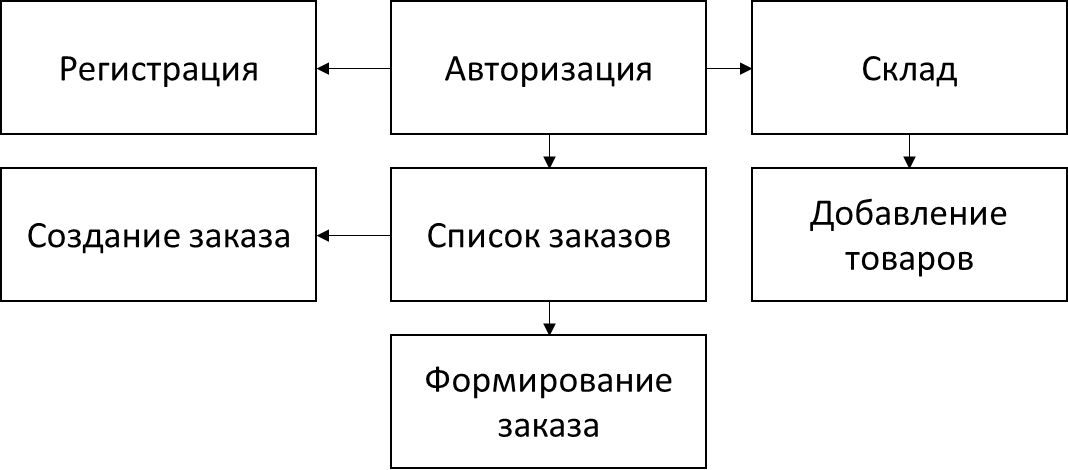 Регистрация
Авторизация
Склад
Создание заказа
Список заказов
Добавление
товаров
Формирование
заказа